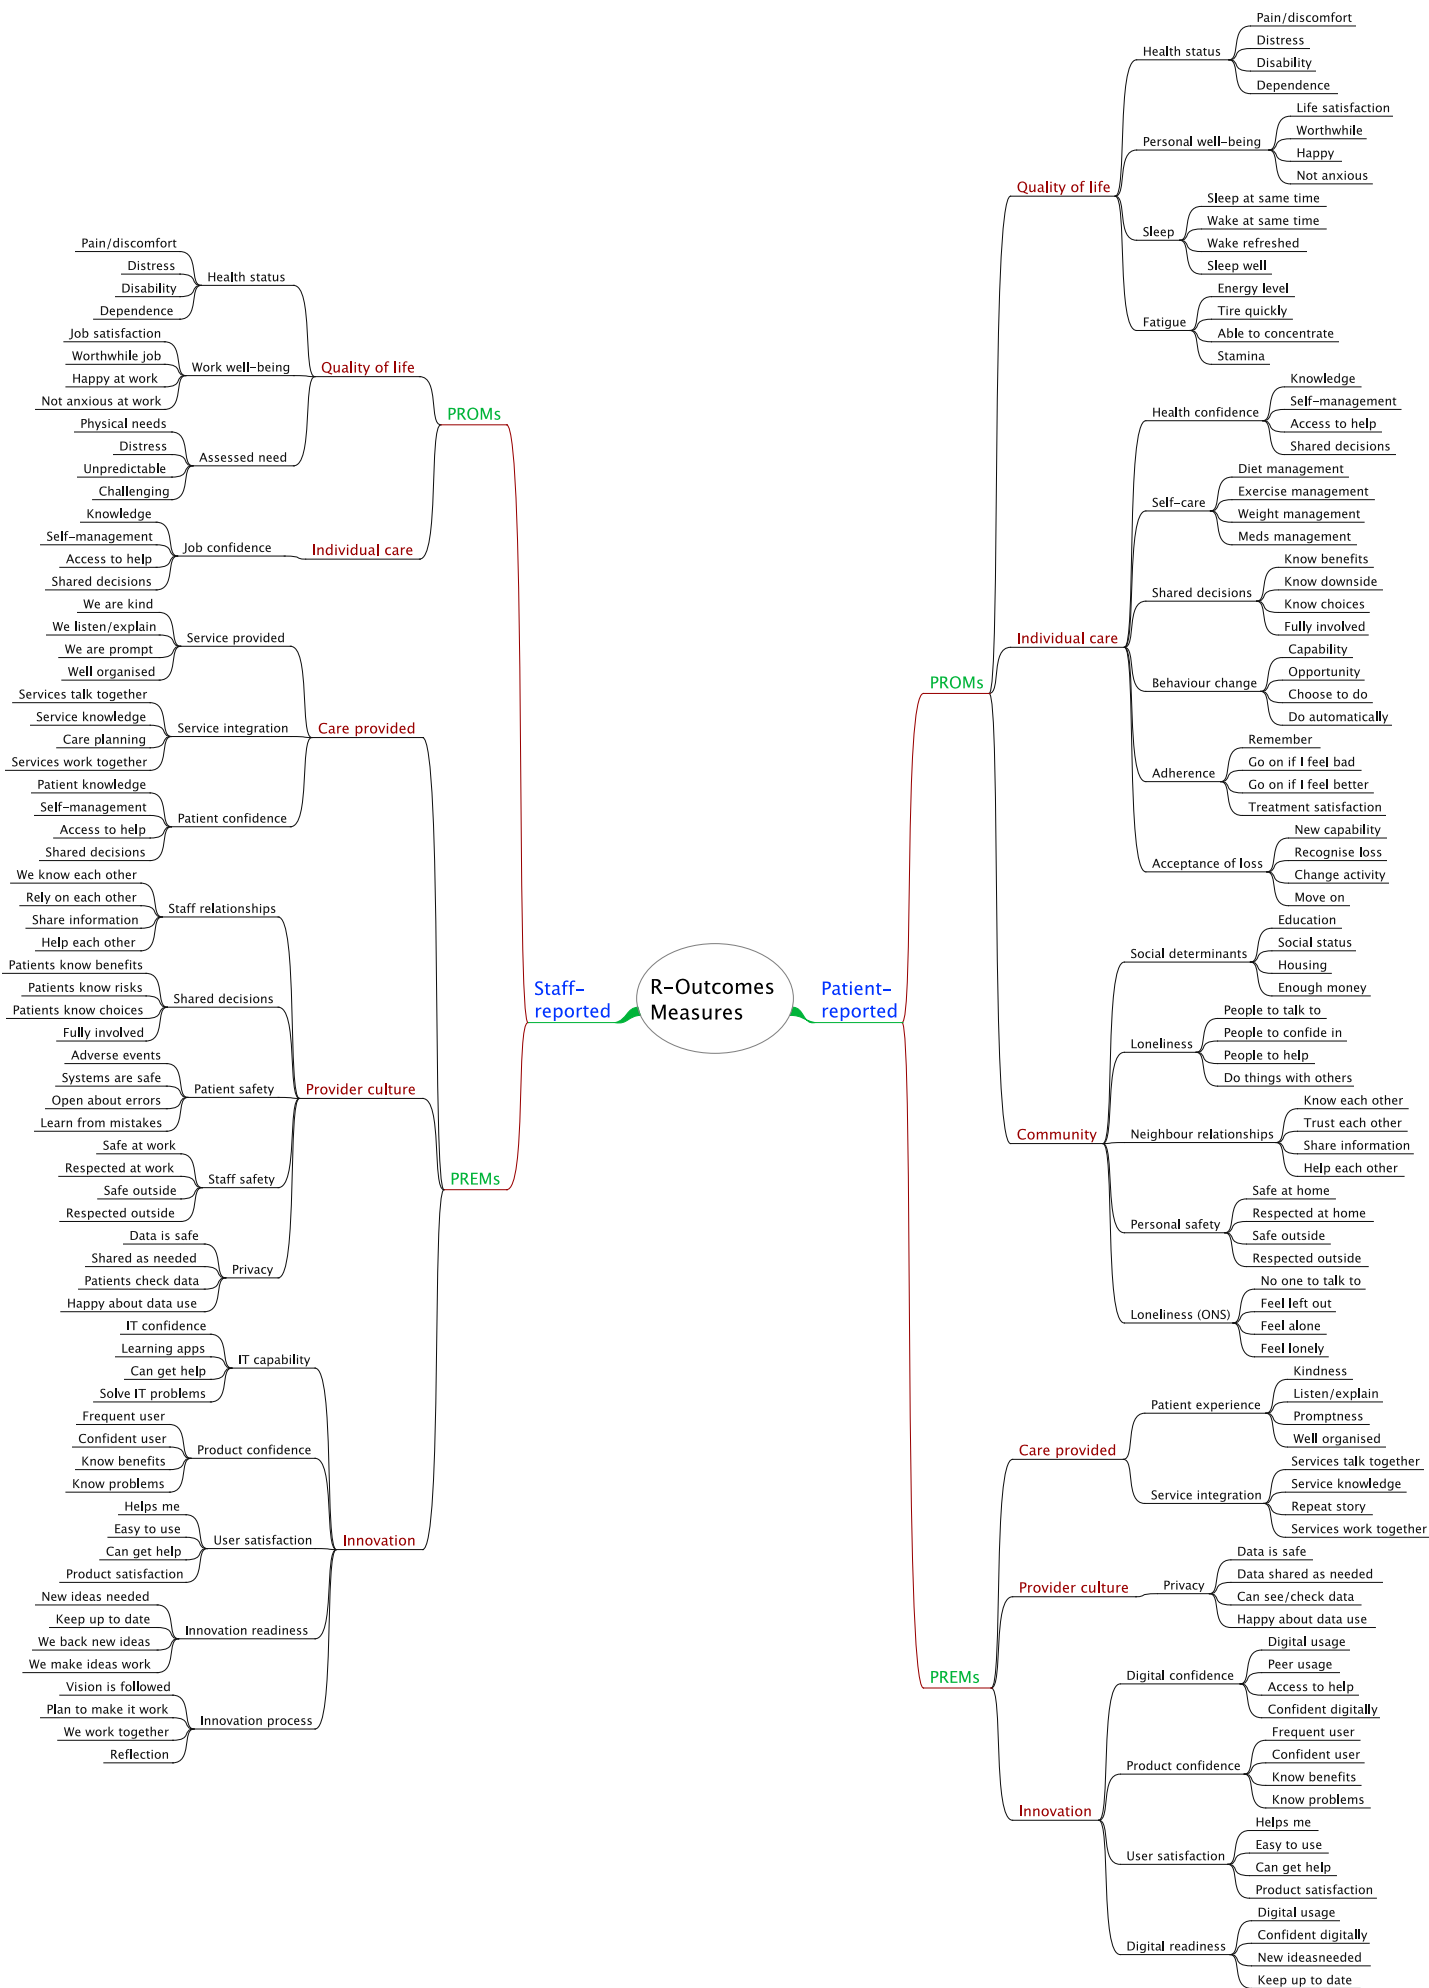 R-Outcomes
Measures
Patient-
reported
PROMs
Quality of life
Health status
Pain/discomfort
Distress
Disability
Dependence
Personal well-being
Life satisfaction
Worthwhile
Happy
Not anxious
Sleep
Sleep at same time
Wake at same time
Wake refreshed
Sleep well
Fatigue
Energy level
Tire quickly
Able to concentrate
Stamina
Individual care
Health confidence
Knowledge
Self-management
Access to help
Shared decisions
Self-care
Diet management
Exercise management
Weight management
Meds management
Shared decisions
Know benefits
Know downside
Know choices
Fully involved
Behaviour change
Capability
Opportunity
Choose to do
Do automatically
Adherence
Remember
Go on if I feel bad
Go on if I feel better
Treatment satisfaction
Acceptance of loss
New capability
Recognise loss
Change activity
Move on
Community
Social determinants
Education
Social status
Housing
Enough money
Loneliness
People to talk to
People to confide in
People to help
Do things with others
Neighbour relationships
Know each other
Trust each other
Share information
Help each other
Personal safety
Safe at home
Respected at home
Safe outside
Respected outside
Loneliness (ONS)
No one to talk to
Feel left out
Feel alone
Feel lonely
PREMs
Care provided
Patient experience
Kindness
Listen/explain
Promptness
Well organised
Service integration
Services talk together
Service knowledge
Repeat story
Services work together
Provider culture
Privacy
Data is safe
Data shared as needed
Can see/check data
Happy about data use
Innovation
Digital confidence
Digital usage
Peer usage
Access to help
Confident digitally
Product confidence
Frequent user
Confident user
Know benefits
Know problems
User satisfaction
Helps me
Easy to use
Can get help
Product satisfaction
Digital readiness
Digital usage
Confident digitally
New ideasneeded
Keep up to date
Staff-
reported
PROMs
Quality of life
Health status
Pain/discomfort
Distress
Disability
Dependence
Work well-being
Job satisfaction
Worthwhile job
Happy at work
Not anxious at work
Assessed need
Physical needs
Distress
Unpredictable
Challenging
Individual care
Job confidence
Knowledge
Self-management
Access to help
Shared decisions
PREMs
Care provided
Service provided
We are kind
We listen/explain
We are prompt
Well organised
Service integration
Services talk together
Service knowledge
Care planning
Services work together
Patient confidence
Patient knowledge
Self-management
Access to help
Shared decisions
Provider culture
Staff relationships
We know each other
Rely on each other
Share information
Help each other
Shared decisions
Patients know benefits
Patients know risks
Patients know choices
Fully involved
Patient safety
Adverse events
Systems are safe
Open about errors
Learn from mistakes
Staff safety
Safe at work
Respected at work
Safe outside
Respected outside
Privacy
Data is safe
Shared as needed
Patients check data
Happy about data use
Innovation
IT capability
IT confidence
Learning apps
Can get help
Solve IT problems
Product confidence
Frequent user
Confident user
Know benefits
Know problems
User satisfaction
Helps me
Easy to use
Can get help
Product satisfaction
Innovation readiness
New ideas needed
Keep up to date
We back new ideas
We make ideas work
Innovation process
Vision is followed
Plan to make it work
We work together
Reflection